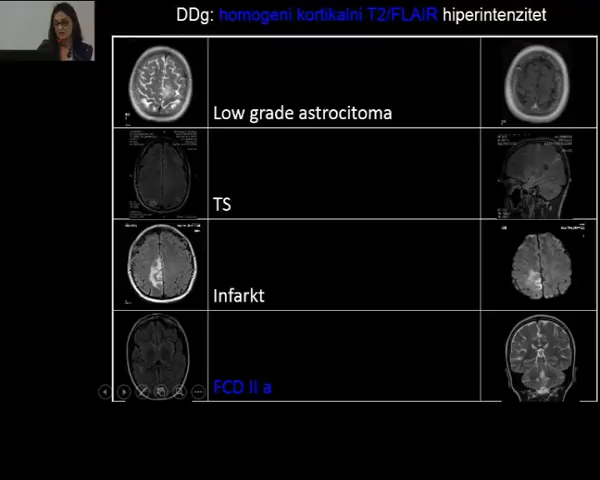 DDg: homogeni kortikalni T2/FLAIR hiperintenzitet
Low grade astrocitoma
TS
Infarkt
FCD II a